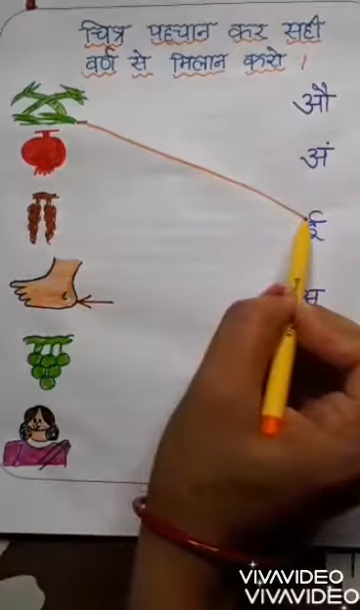 चित्र पहचान कर सही
वर्ण से मिलान करो ।
औ
अं
ई
VIVAVIDEO
VIVAVIDEO